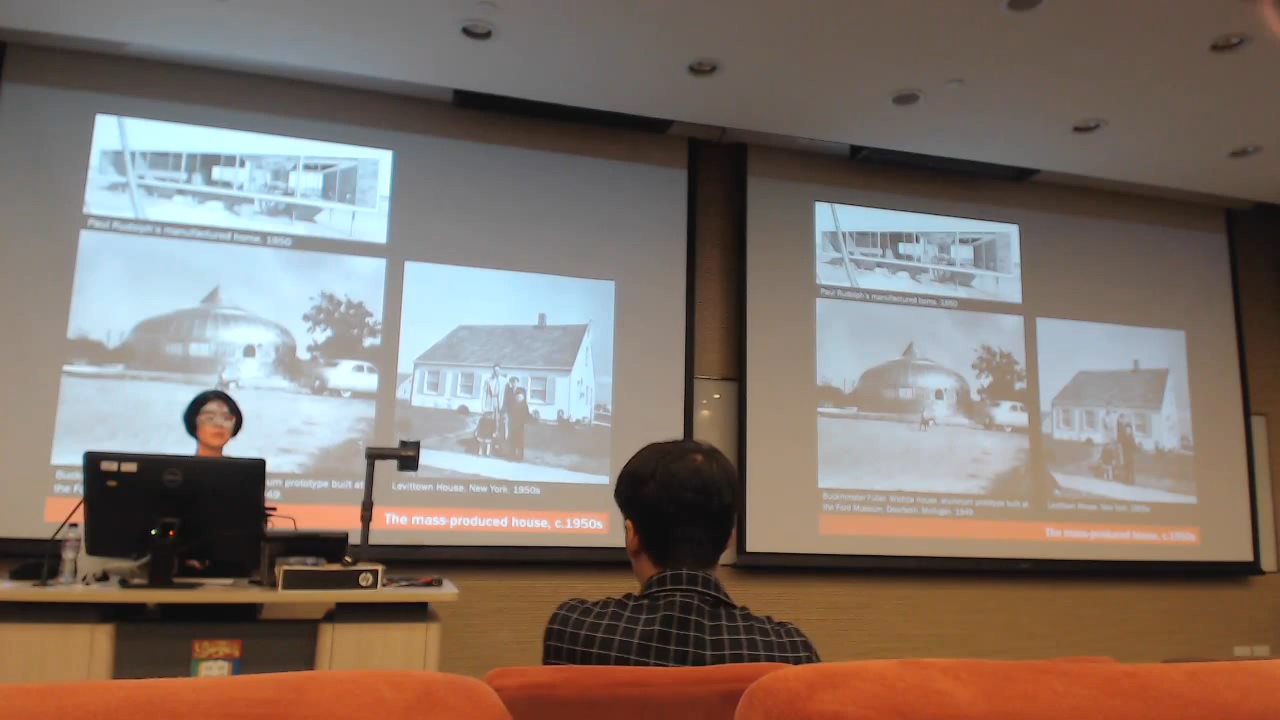 Paul Rudolph's manufactured home, 1950
Levittown House, New York, 1950s
The mass-produced house, c.1950s
Paul Rudolph's manufactured home, 1950
Buckminster Fuller, Wichita House, aluminum prototype built at
the Ford Museum, Dearborn, Michigan, 1949
Levittown House, New York, 1950s
The mass-produced house, c.1950s
DELL
hp